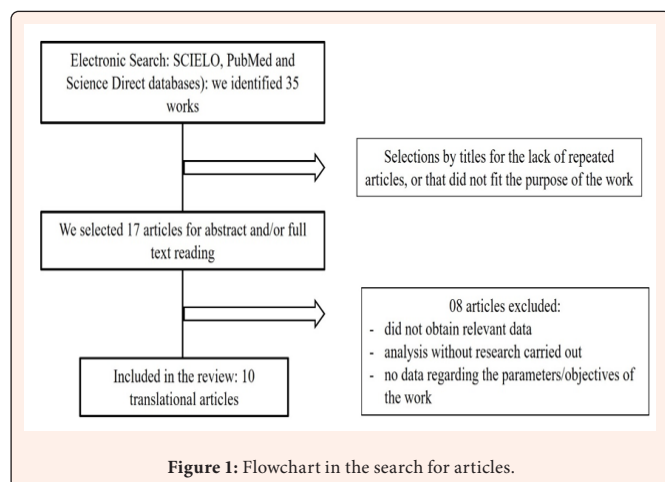 Electronic Search: SCIELO, PubMed and
Science Direct databases): we identified 35
works
Selections by titles for the lack of repeated
articles, or that did not fit the purpose of the work
We selected 17 articles for abstract and/or full
text reading
08 articles excluded:
- did not obtain relevant data
- analysis without research carried out
- no data regarding the parameters/objectives of
the work
Included in the review: 10
translational articles
Figure 1: Flowchart in the search for articles.